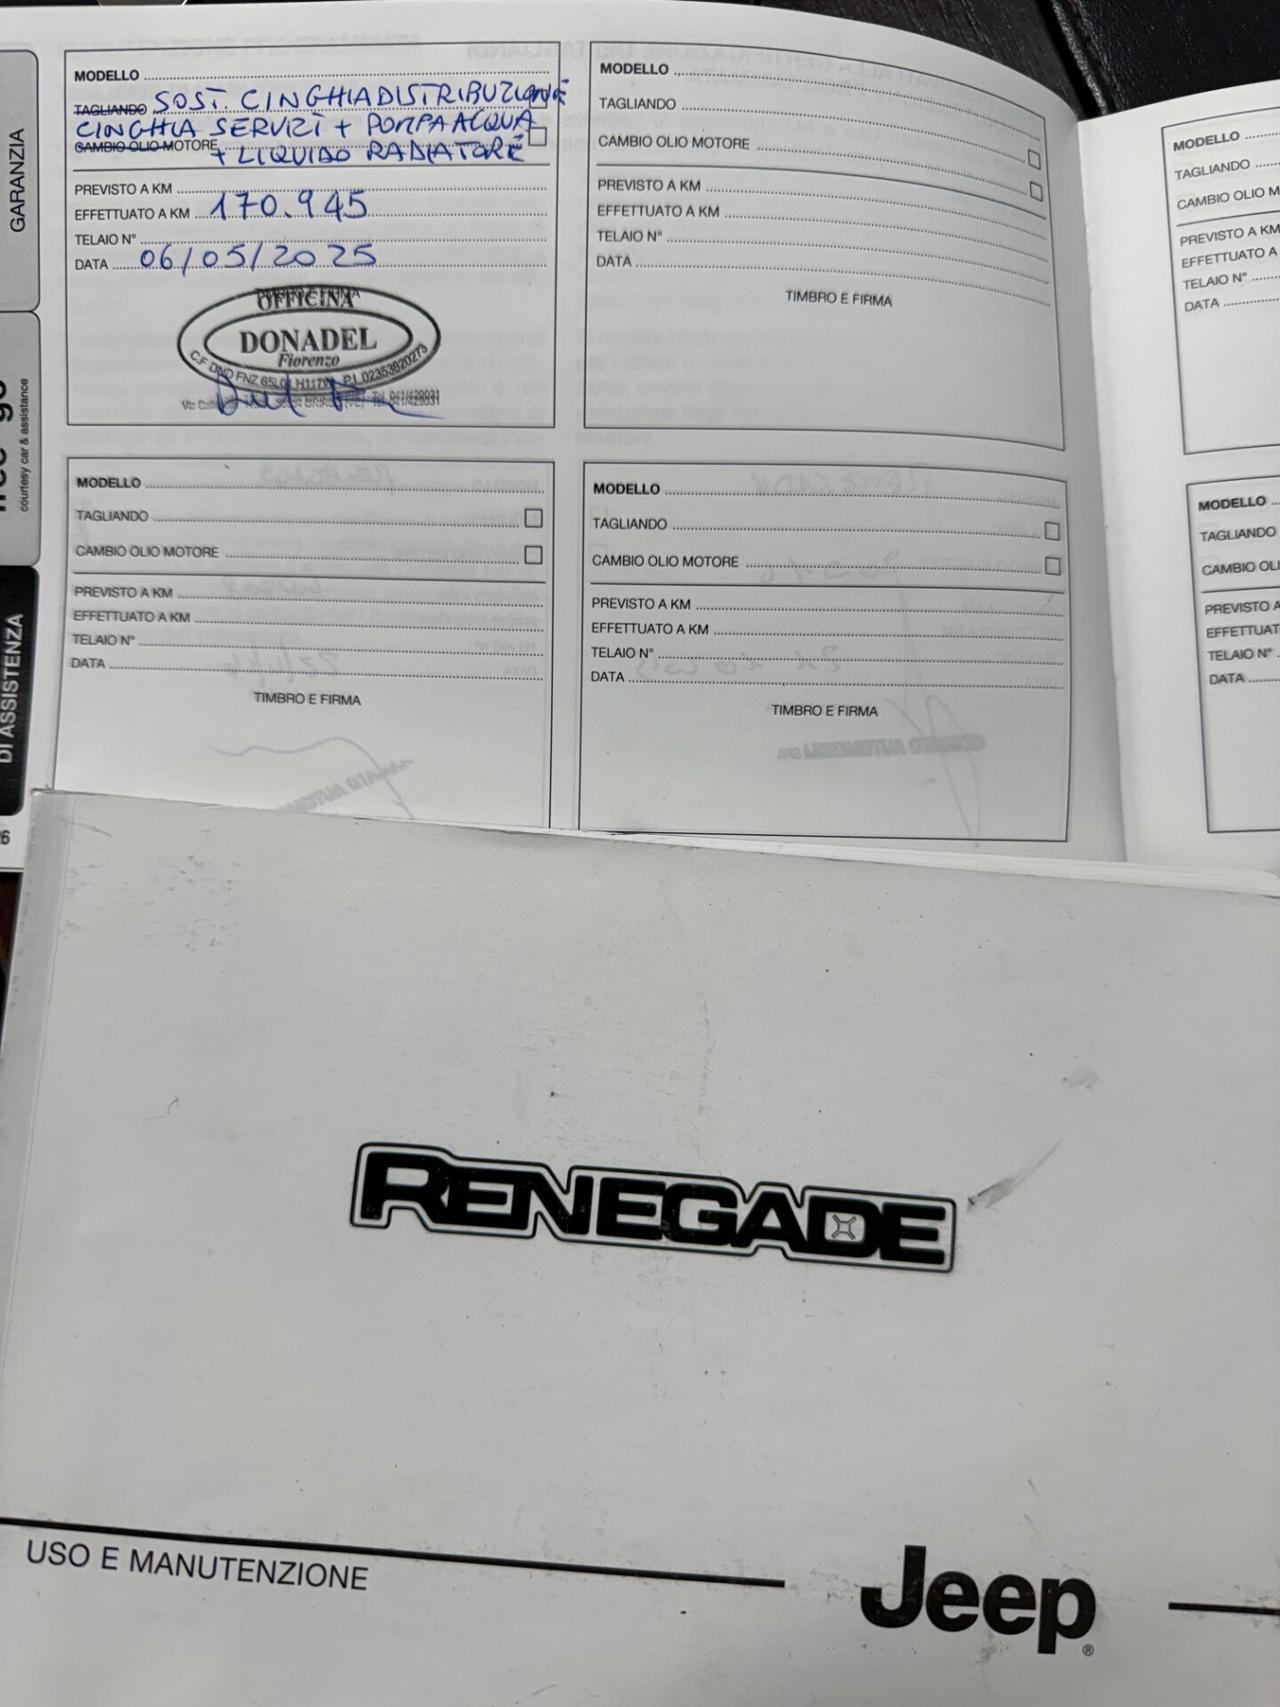 GARANZIA
courtesy car & assistance
DI ASSISTENZA
MODELLO
TAGLIANDO SOST. CINGHIA DISTRIBUZIONE
CINGHIA SERVIZI + POMPA ACQUA
CAMBIO OLIO MOTORE + LIQUIDO RADIATORE
PREVISTO A KM
EFFETTUATO A KM 170.945
TELAIO N°
DATA 06/05/2025
OFFICINA
DONADEL
Fiorenzo
MODELLO
TAGLIANDO
CAMBIO OLIO MOTORE
PREVISTO A KM
EFFETTUATO A KM
TELAIO N°
DATA
TIMBRO E FIRMA
MODELLO
TAGLIANDO
CAMBIO OLIO M
PREVISTO A KM
EFFETTUATO A
TELAIO N°
DATA
MODELLO
TAGLIANDO
CAMBIO OLIO MOTORE
PREVISTO A KM
EFFETTUATO A KM
TELAIO N°
DATA
TIMBRO E FIRMA
MODELLO
TAGLIANDO
CAMBIO OLIO MOTORE
PREVISTO A KM
EFFETTUATO A KM
TELAIO N°
DATA
TIMBRO E FIRMA
MODELLO
TAGLIANDO
CAMBIO OLI
PREVISTO A
EFFETTUAT
TELAIO N°
DATA
RENEGADE
USO E MANUTENZIONE
Jeep®